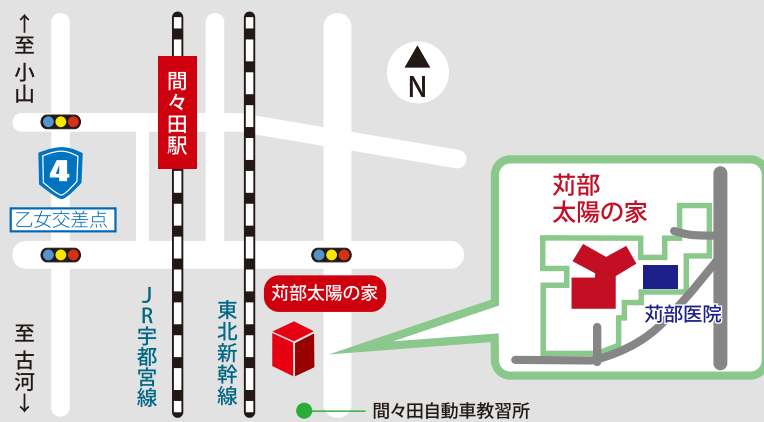 ↑至 小山
間々田駅
N
4
乙女交差点
苅部
太陽の家
苅部医院
苅部太陽の家
JR宇都宮線
東北新幹線
至 古河↓
間々田自動車教習所